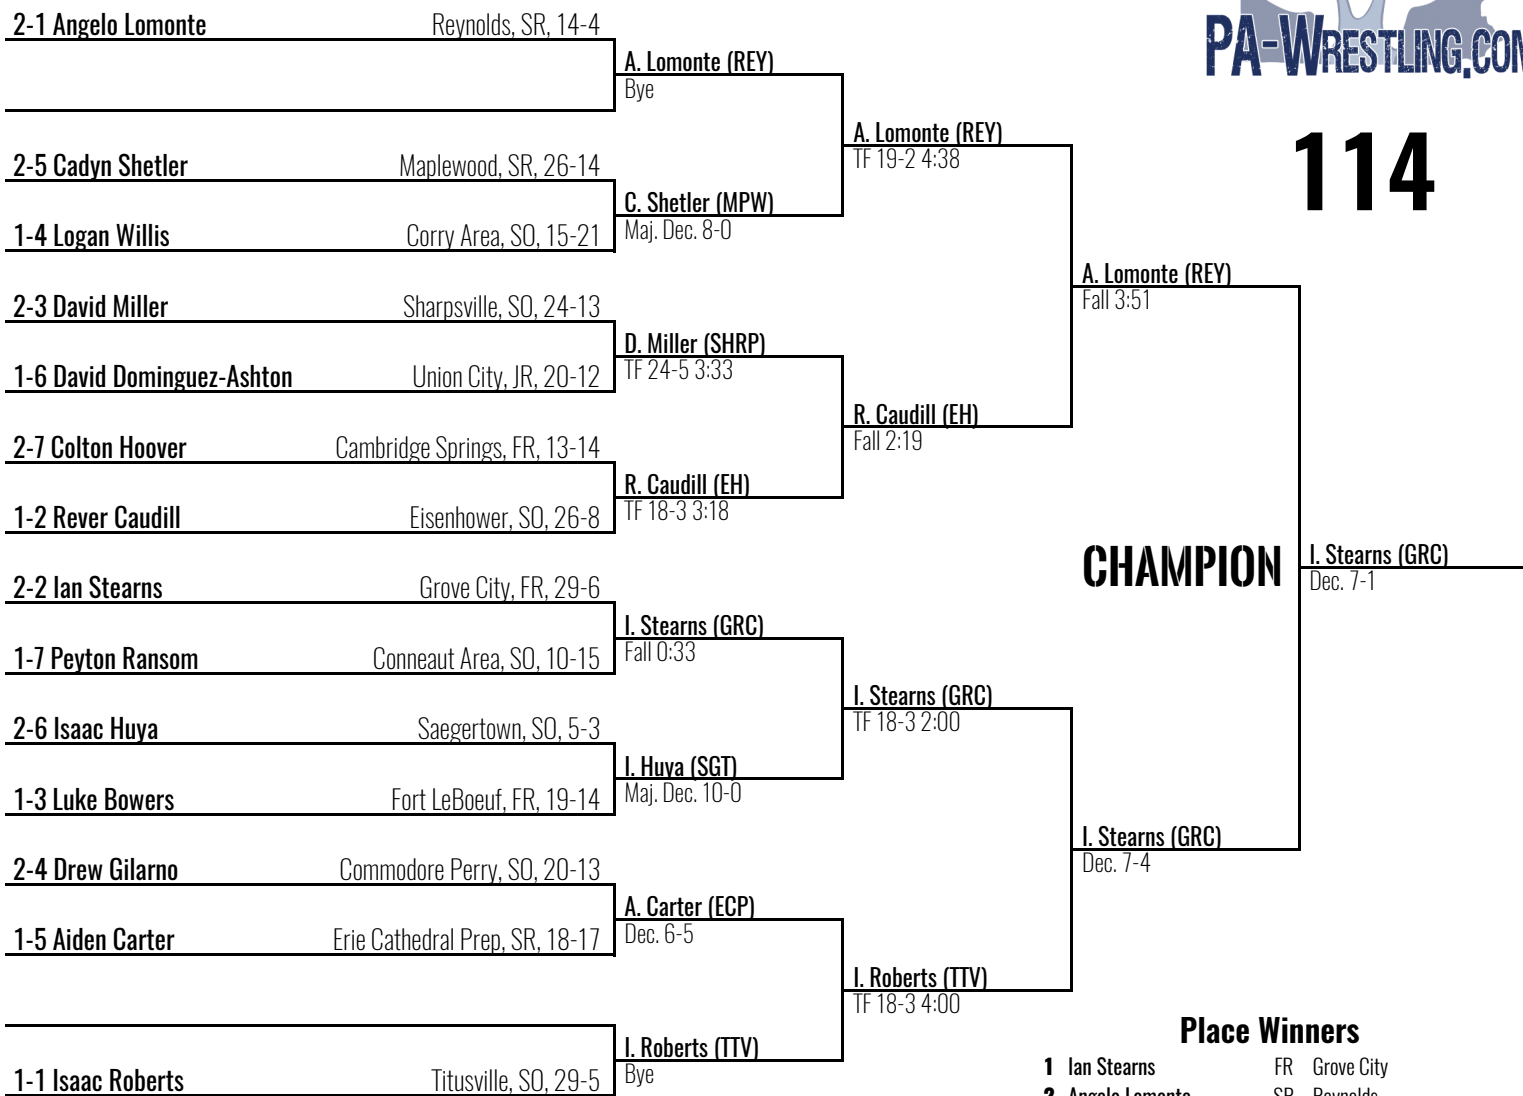 PA-WRESTLING.COM
114
2-1 Angelo Lomonte Reynolds, SR, 14-4
A. Lomonte (REY)
Bye
2-5 Cadyn Shetler Maplewood, SR, 26-14
1-4 Logan Willis Corry Area, SO, 15-21
C. Shetler (MPW)
Maj. Dec. 8-0
A. Lomonte (REY)
TF 19-2 4:38
2-3 David Miller Sharpsville, SO, 24-13
1-6 David Dominguez-Ashton Union City, JR, 20-12
D. Miller (SHRP)
TF 24-5 3:33
2-7 Colton Hoover Cambridge Springs, FR, 13-14
1-2 Rever Caudill Eisenhower, SO, 26-8
R. Caudill (EH)
TF 18-3 3:18
R. Caudill (EH)
Fall 2:19
A. Lomonte (REY)
Fall 3:51
2-2 Ian Stearns Grove City, FR, 29-6
1-7 Peyton Ransom Conneaut Area, SO, 10-15
I. Stearns (GRC)
Fall 0:33
2-6 Isaac Huya Saegertown, SO, 5-3
1-3 Luke Bowers Fort LeBoeuf, FR, 19-14
I. Huya (SGT)
Maj. Dec. 10-0
I. Stearns (GRC)
TF 18-3 2:00
2-4 Drew Gilarno Commodore Perry, SO, 20-13
1-5 Aiden Carter Erie Cathedral Prep, SR, 18-17
A. Carter (ECP)
Dec. 6-5
1-1 Isaac Roberts Titusville, SO, 29-5
I. Roberts (TTV)
Bye
I. Roberts (TTV)
TF 18-3 4:00
I. Stearns (GRC)
Dec. 7-4
CHAMPION
I. Stearns (GRC)
Dec. 7-1
Place Winners
1 Ian Stearns FR Grove City
2 Angelo Lomonte SR Reynolds